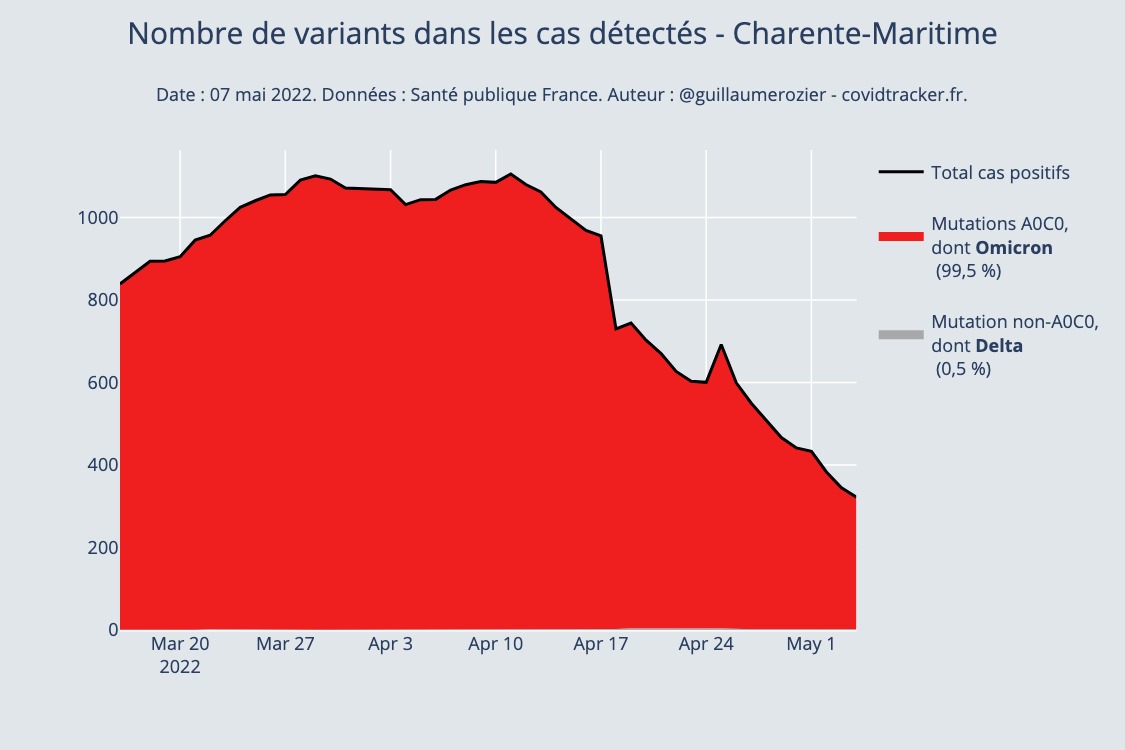 Nombre de variants dans les cas détectés - Charente-Maritime
Date : 07 mai 2022. Données : Santé publique France. Auteur : @guillaumerozier - covidtracker.fr.
Total cas positifs
Mutations A0C0,
dont Omicron
(99,5 %)
Mutation non-A0C0,
dont Delta
(0,5 %)
1000
800
600
400
200
0
Mar 20
2022
Mar 27
Apr 3
Apr 10
Apr 17
Apr 24
May 1